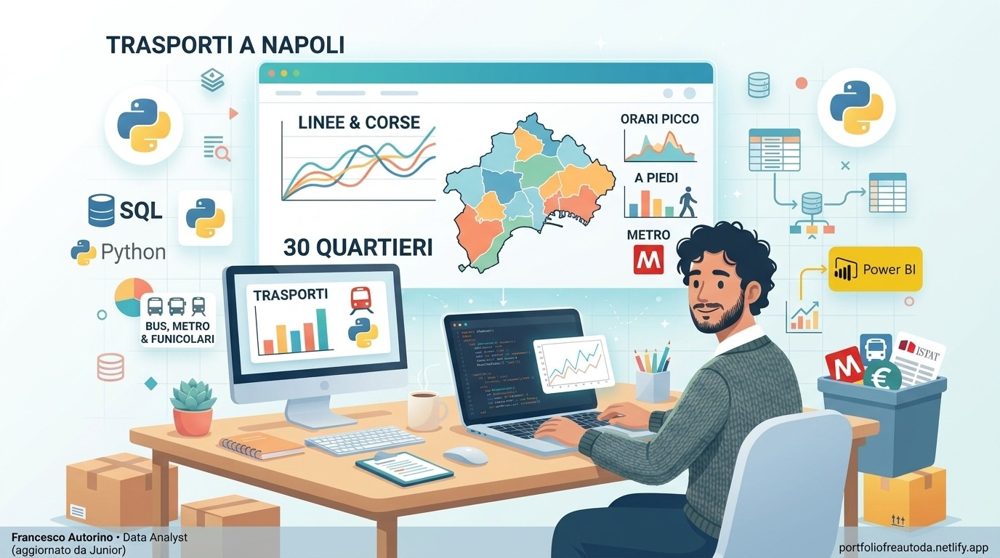 TRASPORTI A NAPOLI
LINEE & CORSE
ORARI PICCO
A PIEDI
METRO
M
30 QUARTIERI
SQL
Python
BUS, METRO
& FUNICOLARI
TRASPORTI
Power BI
M
€
ISTAT
Francesco Autorino • Data Analyst
(aggiornato da Junior)
portfoliofreautoda.netlify.app